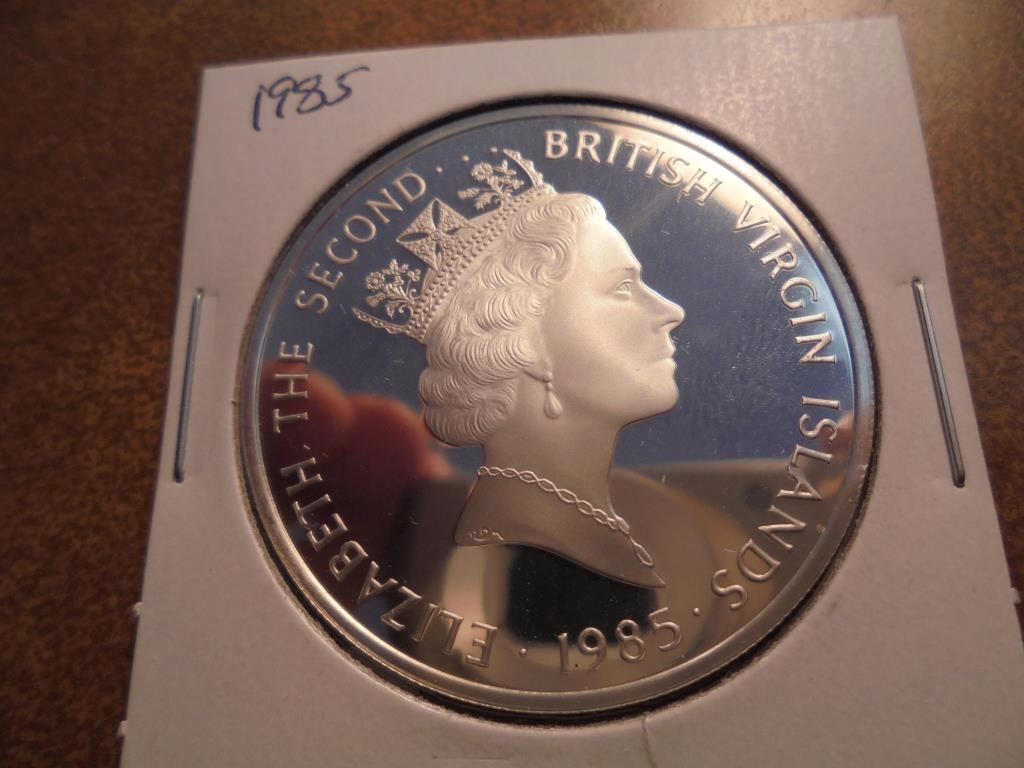 1985
ELIZABETH THE SECOND · BRITISH VIRGIN ISLANDS · 1985 ·